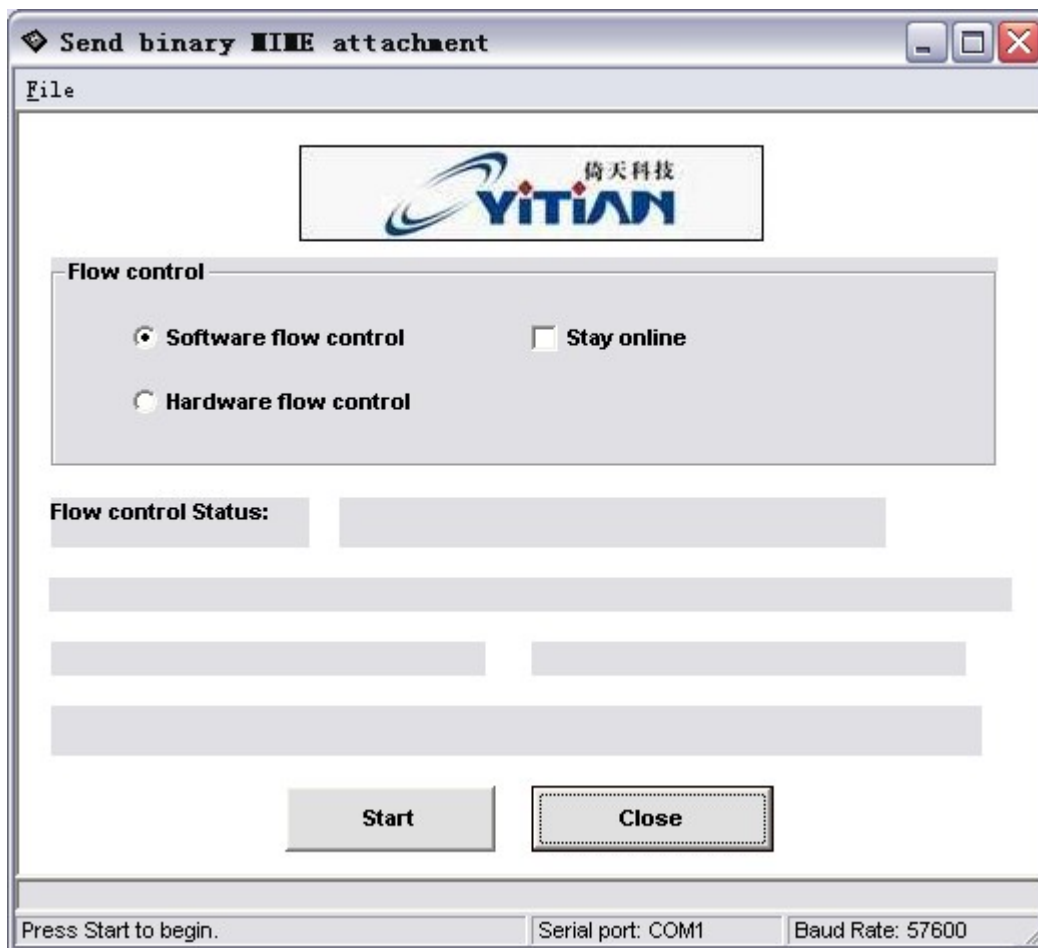 Send binary MIME attachment
File
倚天科技
YITIAN
Flow control
Software flow control
Stay online
Hardware flow control
Flow control Status:
Start
Close
Press Start to begin.
Serial port: COM1
Baud Rate: 57600